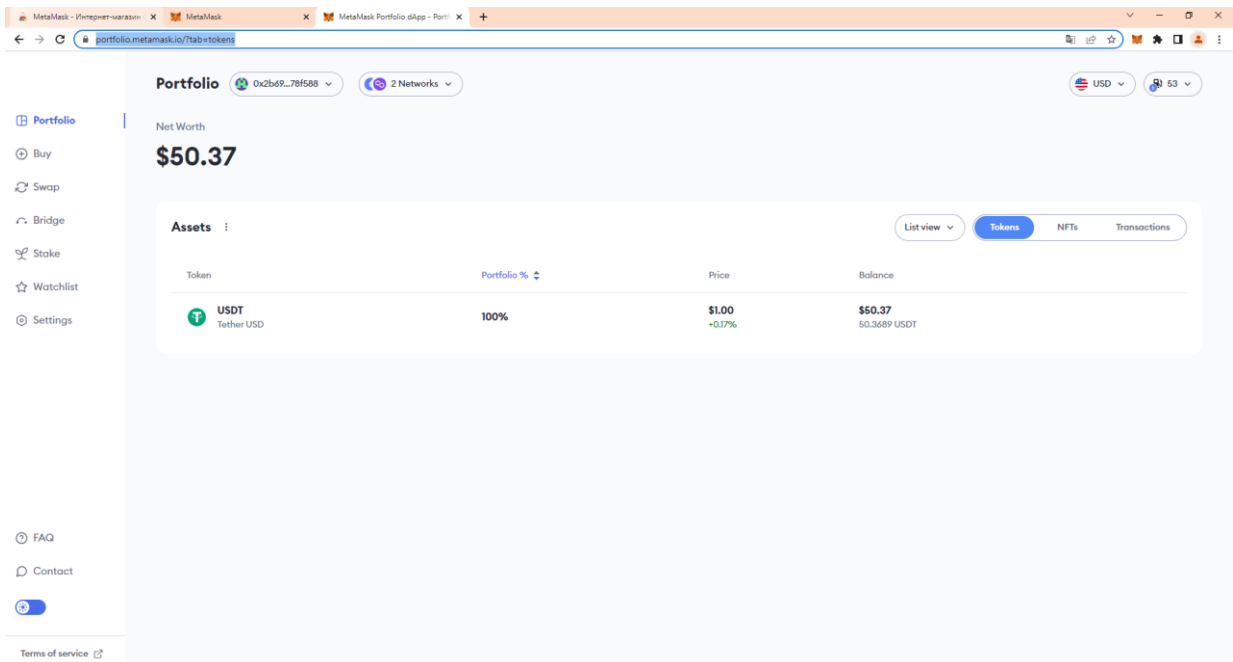 MetaMask - Интернет-магазин
MetaMask
MetaMask Portfolio dApp - Port
portfolio.metamask.io/?tab=tokens
Portfolio
0x2b69...78f588
2 Networks
USD
53
Portfolio
Buy
Swap
Bridge
Stake
Watchlist
Settings
Net Worth
$50.37
Assets
List view
Tokens
NFTs
Transactions
Token Portfolio % Price Balance
USDT 100% $1.00 $50.37
Tether USD +0.17% 50.3689 USDT
FAQ
Contact
Terms of service